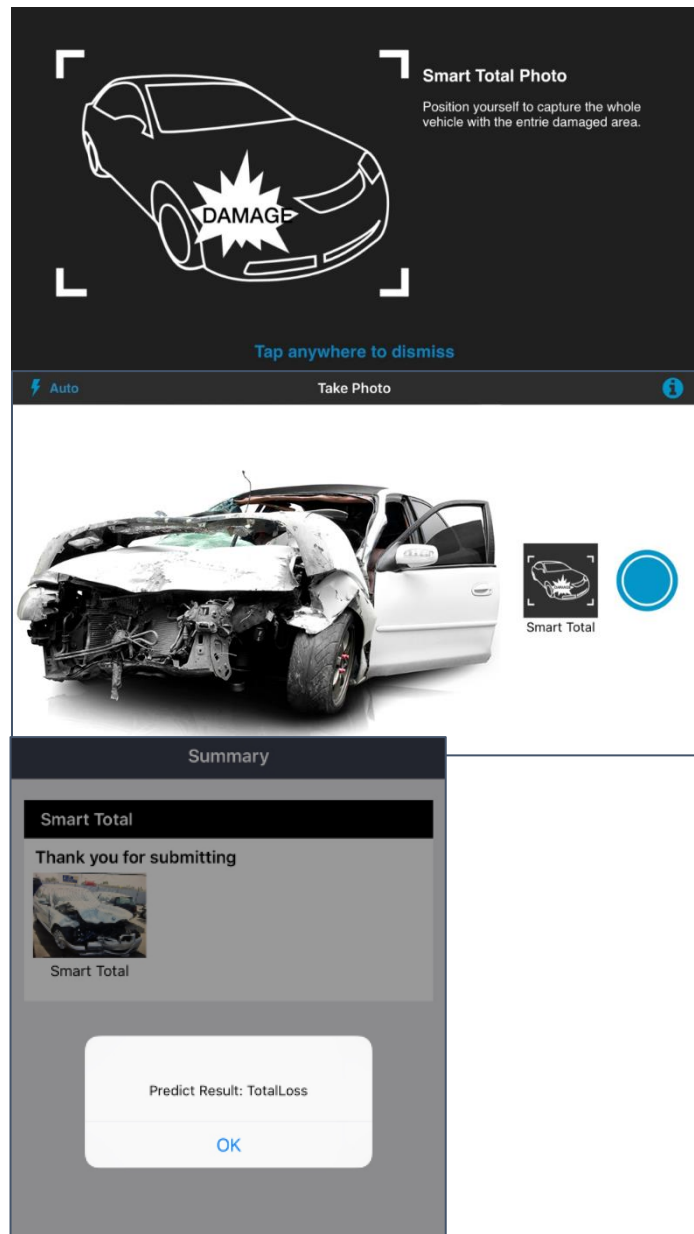 Smart Total Photo
Position yourself to capture the whole
vehicle with the entrie damaged area.
DAMAGE
Tap anywhere to dismiss
Auto
Take Photo
Smart Total
Summary
Smart Total
Thank you for submitting
Smart Total
Predict Result: TotalLoss
OK